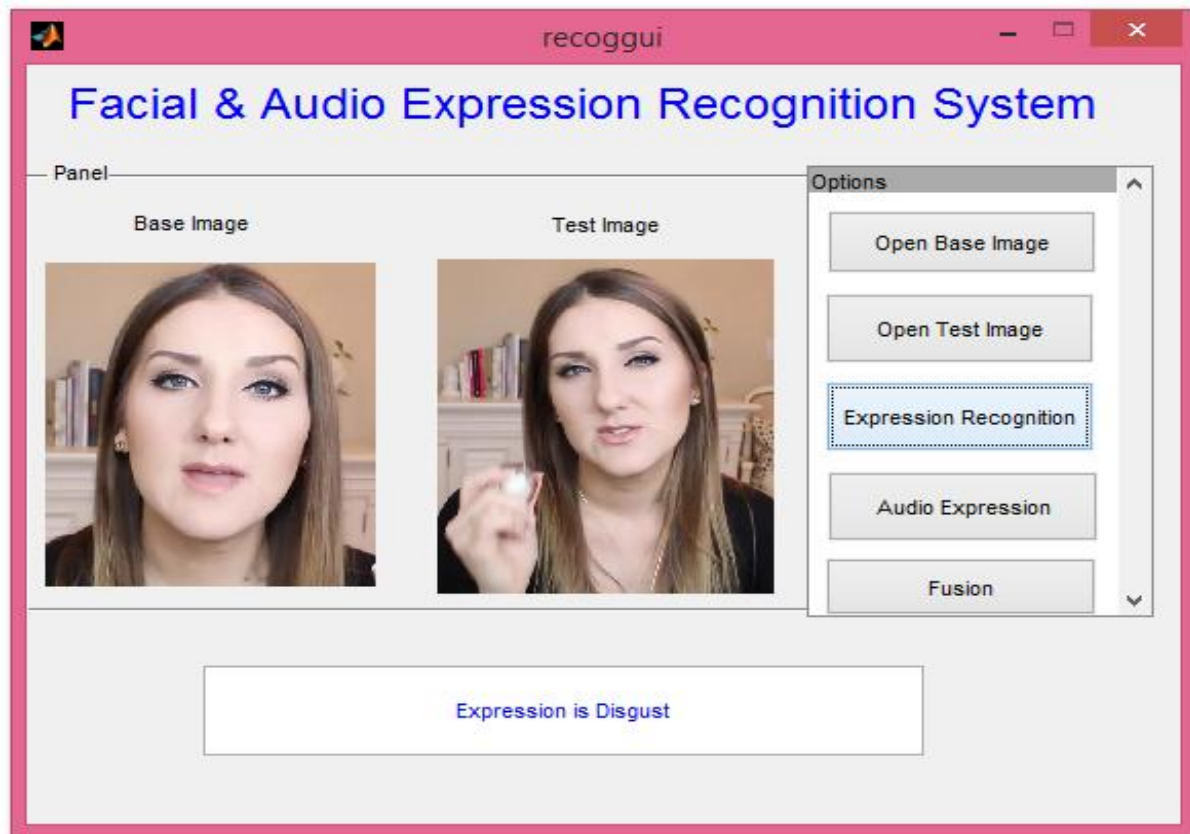 recoggui
Facial & Audio Expression Recognition System
Panel
Base Image
Test Image
Options
Open Base Image
Open Test Image
Expression Recognition
Audio Expression
Fusion
Expression is Disgust